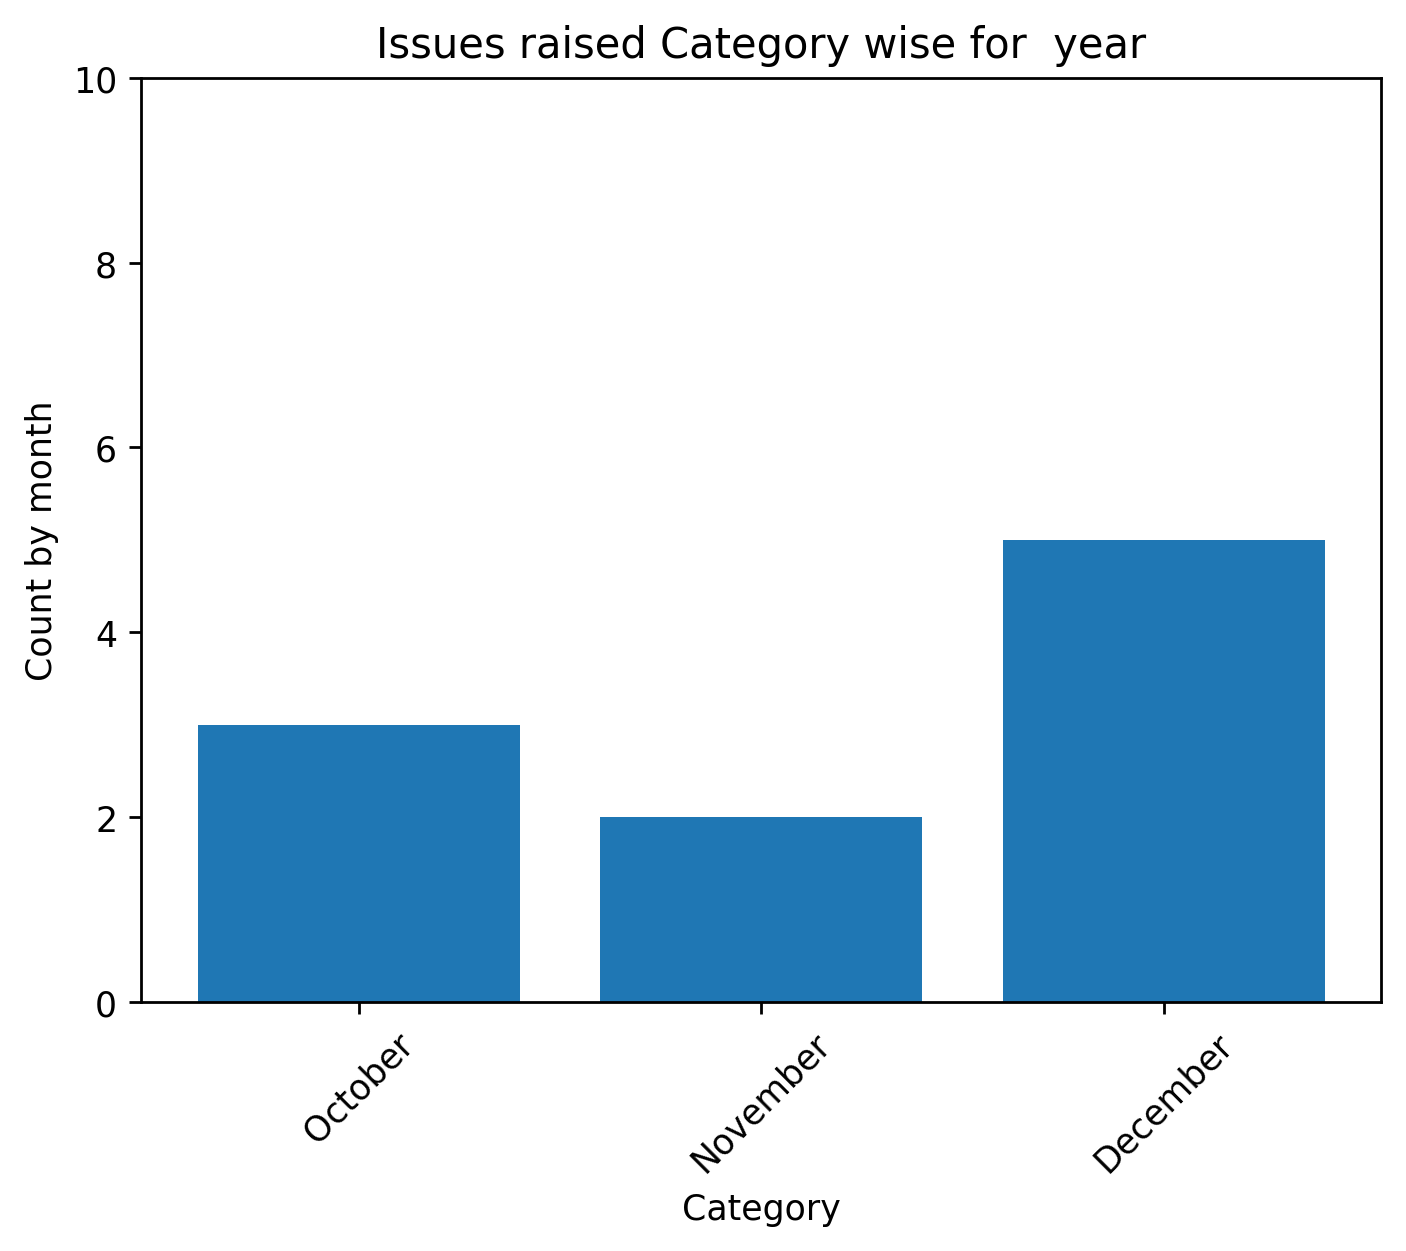 Issues raised Category wise for  year
10
8
6
4
2
0
Count by month
October
November
December
Category